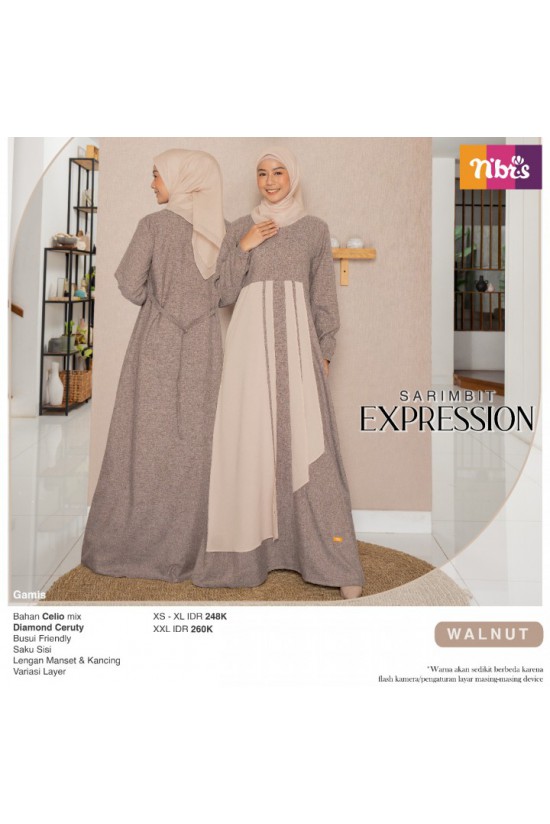 nibr's
SARIMBIT
EXPRESSION
Gamis
Bahan Celio mix
Diamond Ceruty
Busui Friendly
Saku Sisi
Lengan Manset & Kancing
Variasi Layer
XS - XL IDR 248K
XXL IDR 260K
WALNUT
*Warna akan sedikit berbeda karena
flash kamera/pengaturan layar masing-masing device